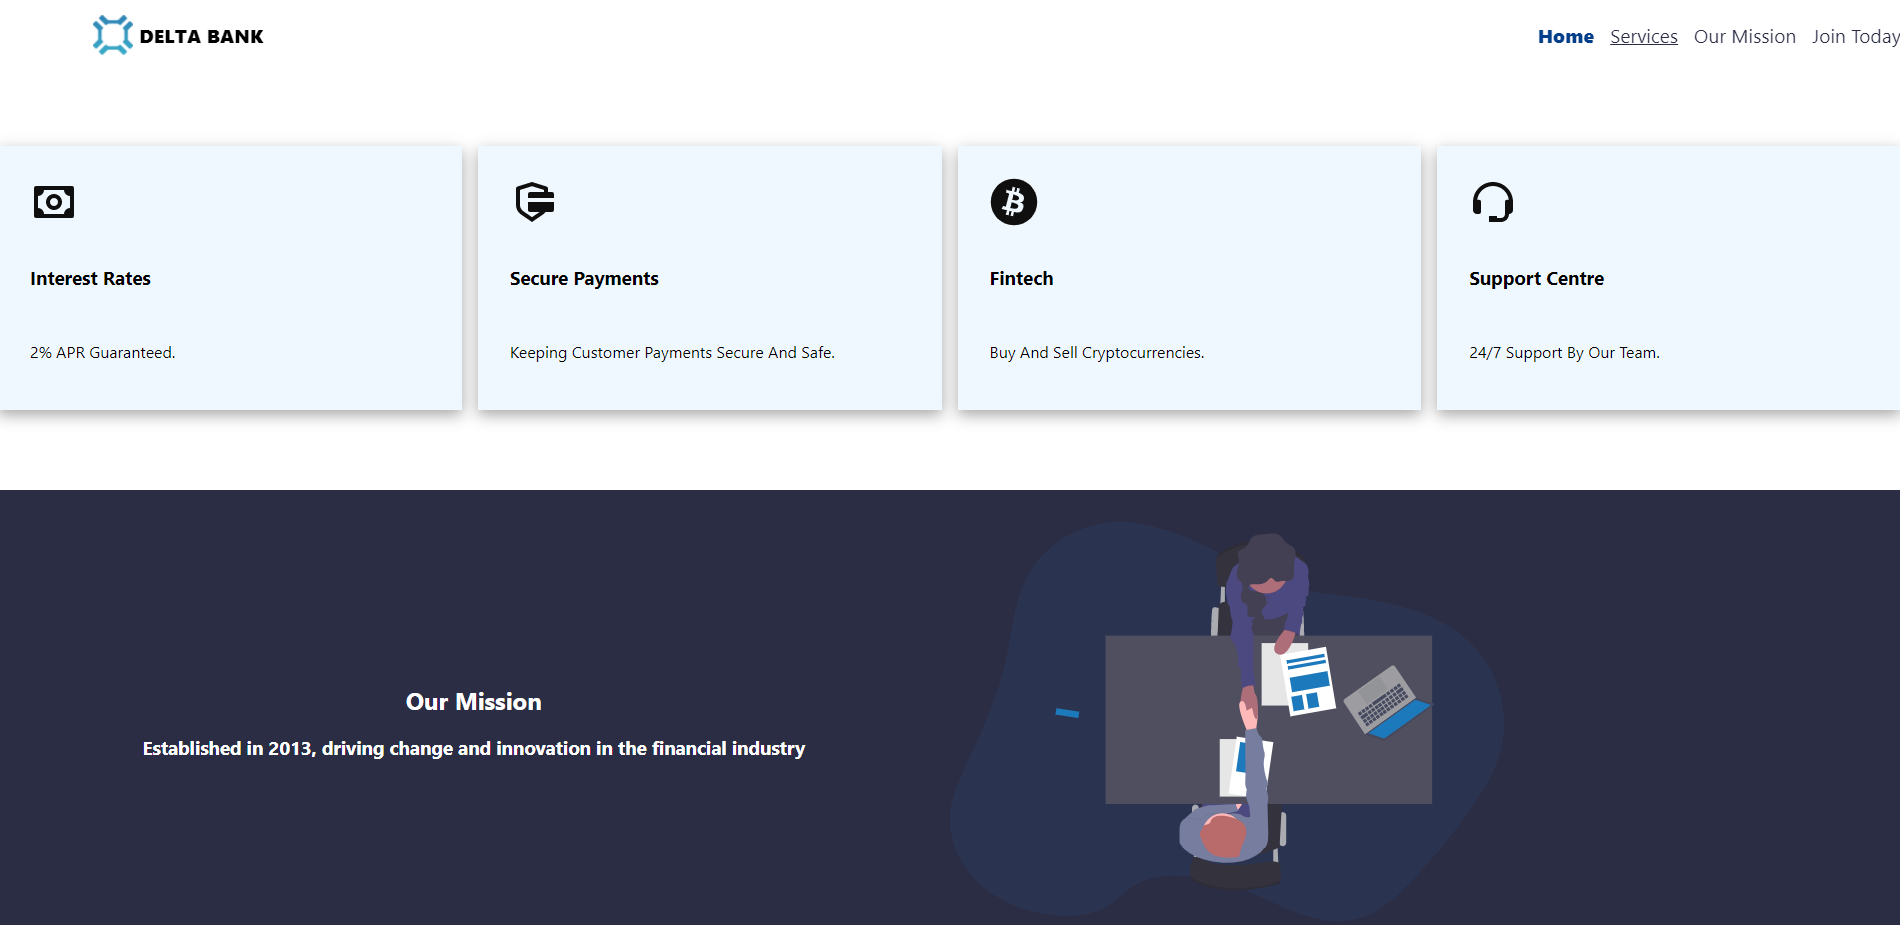 DELTA BANK
Home Services Our Mission Join Today
Interest Rates
2% APR Guaranteed.
Secure Payments
Keeping Customer Payments Secure And Safe.
Fintech
Buy And Sell Cryptocurrencies.
Support Centre
24/7 Support By Our Team.
Our Mission
Established in 2013, driving change and innovation in the financial industry